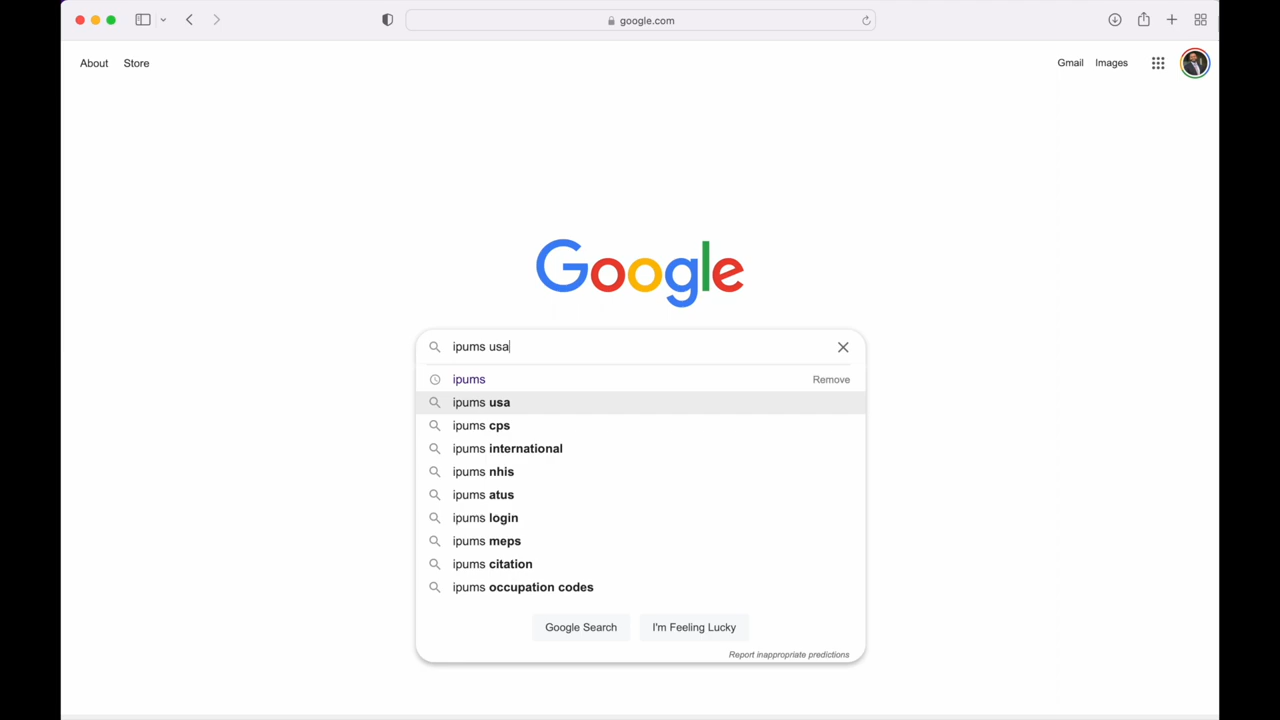 google.com
About Store Gmail Images
Google
ipums usa
ipums Remove
ipums usa
ipums cps
ipums international
ipums nhis
ipums atus
ipums login
ipums meps
ipums citation
ipums occupation codes
Google Search I'm Feeling Lucky
Report inappropriate predictions